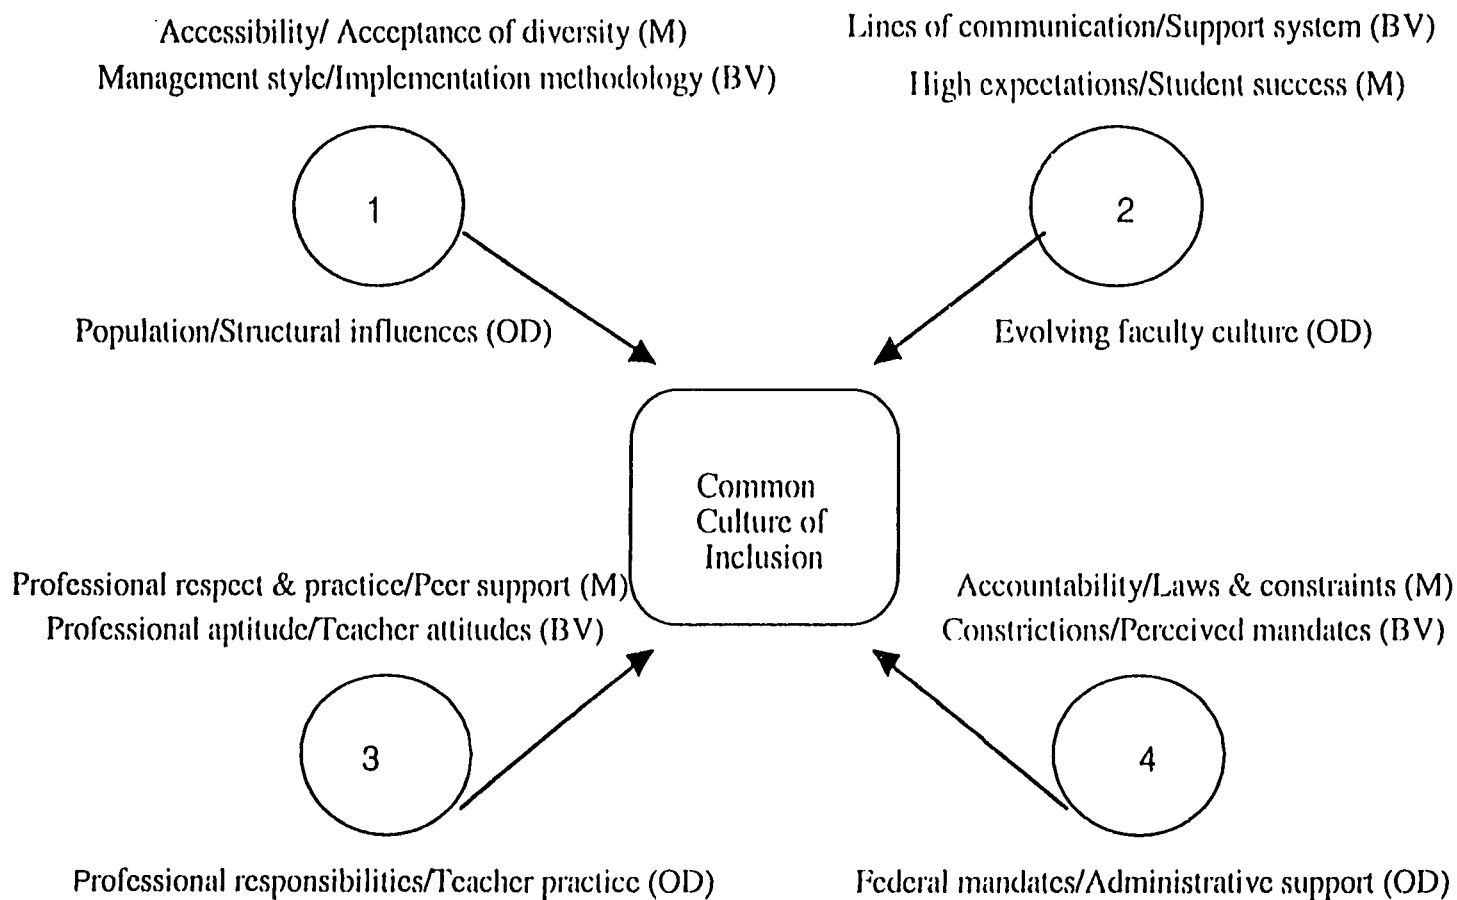 Accessibility/ Acceptance of diversity (M)
Management style/Implementation methodology (BV)
1
Population/Structural influences (OD)
Lines of communication/Support system (BV)
High expectations/Student success (M)
2
Evolving faculty culture (OD)
Common
Culture of
Inclusion
Professional respect & practice/Peer support (M)
Professional aptitude/Teacher attitudes (BV)
3
Professional responsibilities/Teacher practice (OD)
Accountability/Laws & constraints (M)
Constrictions/Perceived mandates (BV)
4
Federal mandates/Administrative support (OD)